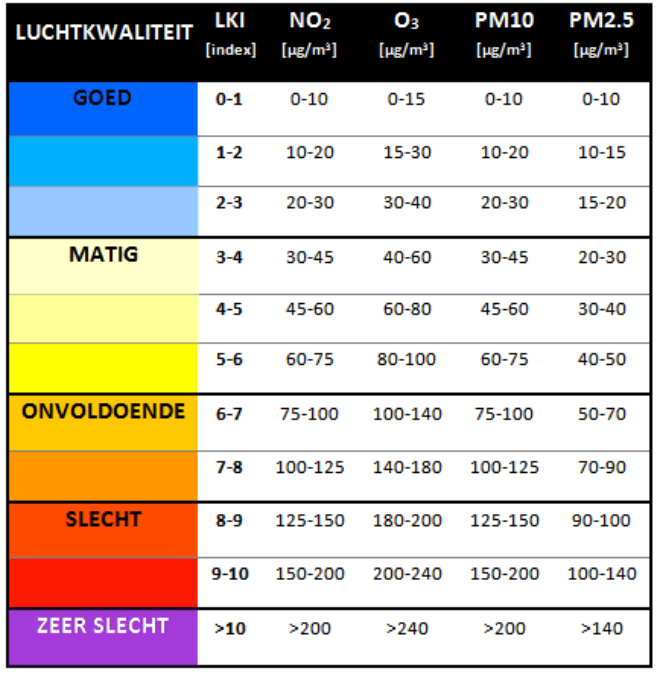 LUCHTKWALITEIT LKI NO₂ O₃ PM10 PM2.5
[index] [µg/m³] [µg/m³] [µg/m³] [µg/m³]
GOED 0-1 0-10 0-15 0-10 0-10
1-2 10-20 15-30 10-20 10-15
2-3 20-30 30-40 20-30 15-20
MATIG 3-4 30-45 40-60 30-45 20-30
4-5 45-60 60-80 45-60 30-40
5-6 60-75 80-100 60-75 40-50
ONVOLDOENDE 6-7 75-100 100-140 75-100 50-70
7-8 100-125 140-180 100-125 70-90
SLECHT 8-9 125-150 180-200 125-150 90-100
9-10 150-200 200-240 150-200 100-140
ZEER SLECHT >10 >200 >240 >200 >140